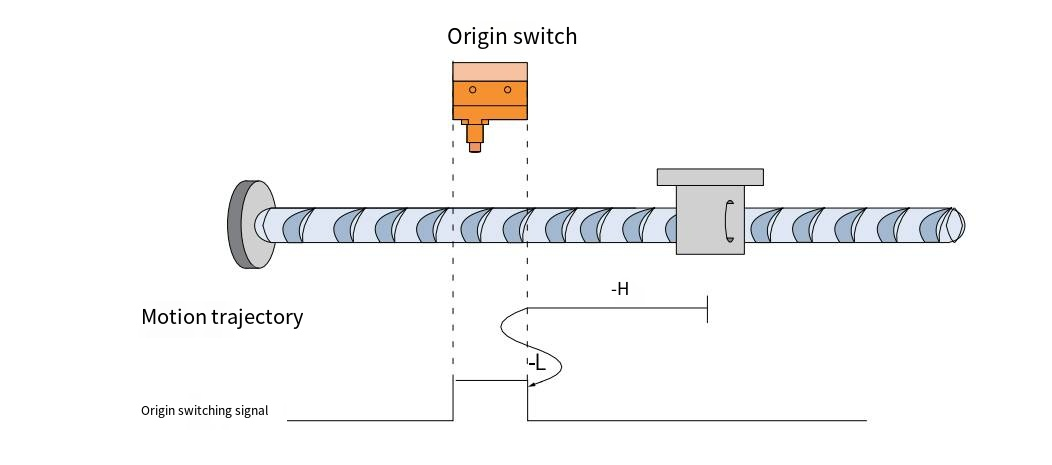 Origin switch
-H
Motion trajectory
-L
Origin switching signal